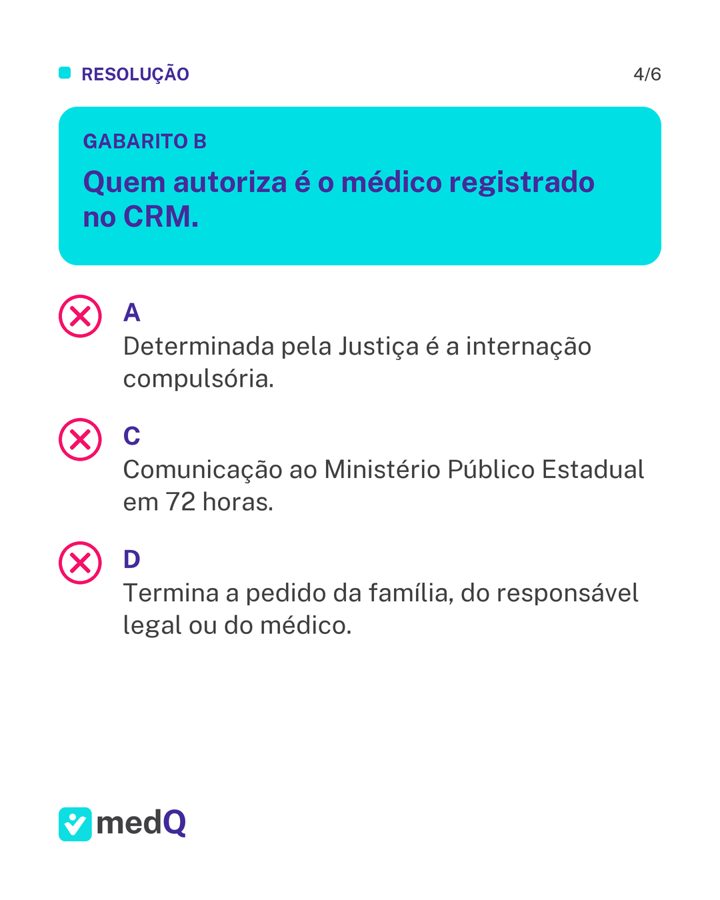 RESOLUÇÃO
4/6
GABARITO B
Quem autoriza é o médico registrado
no CRM.
A
Determinada pela Justiça é a internação
compulsória.
C
Comunicação ao Ministério Público Estadual
em 72 horas.
D
Termina a pedido da família, do responsável
legal ou do médico.
medQ